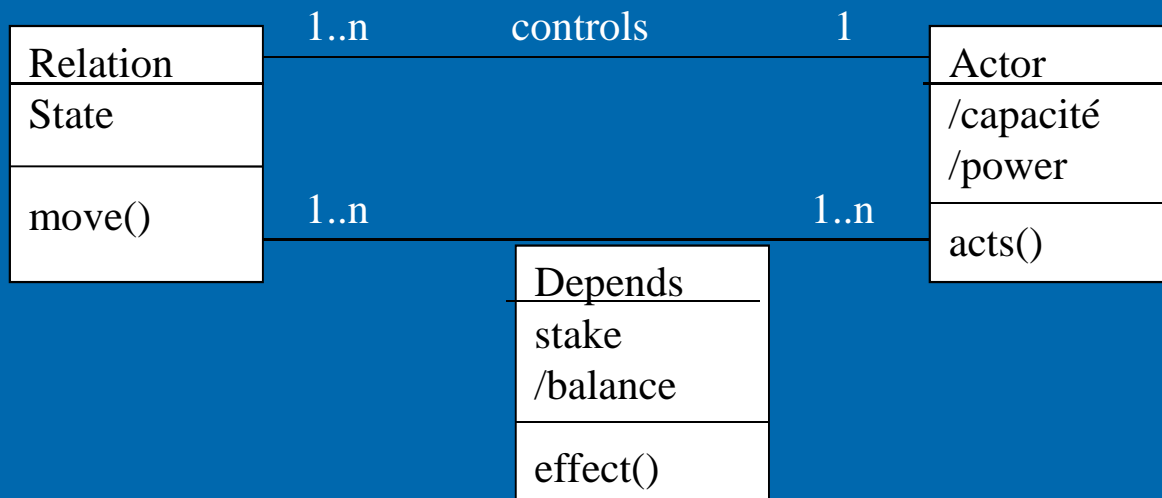 1..n controls 1
Relation
State
move()
Actor
/capacité
/power
acts()
1..n 1..n
Depends
stake
/balance
effect()